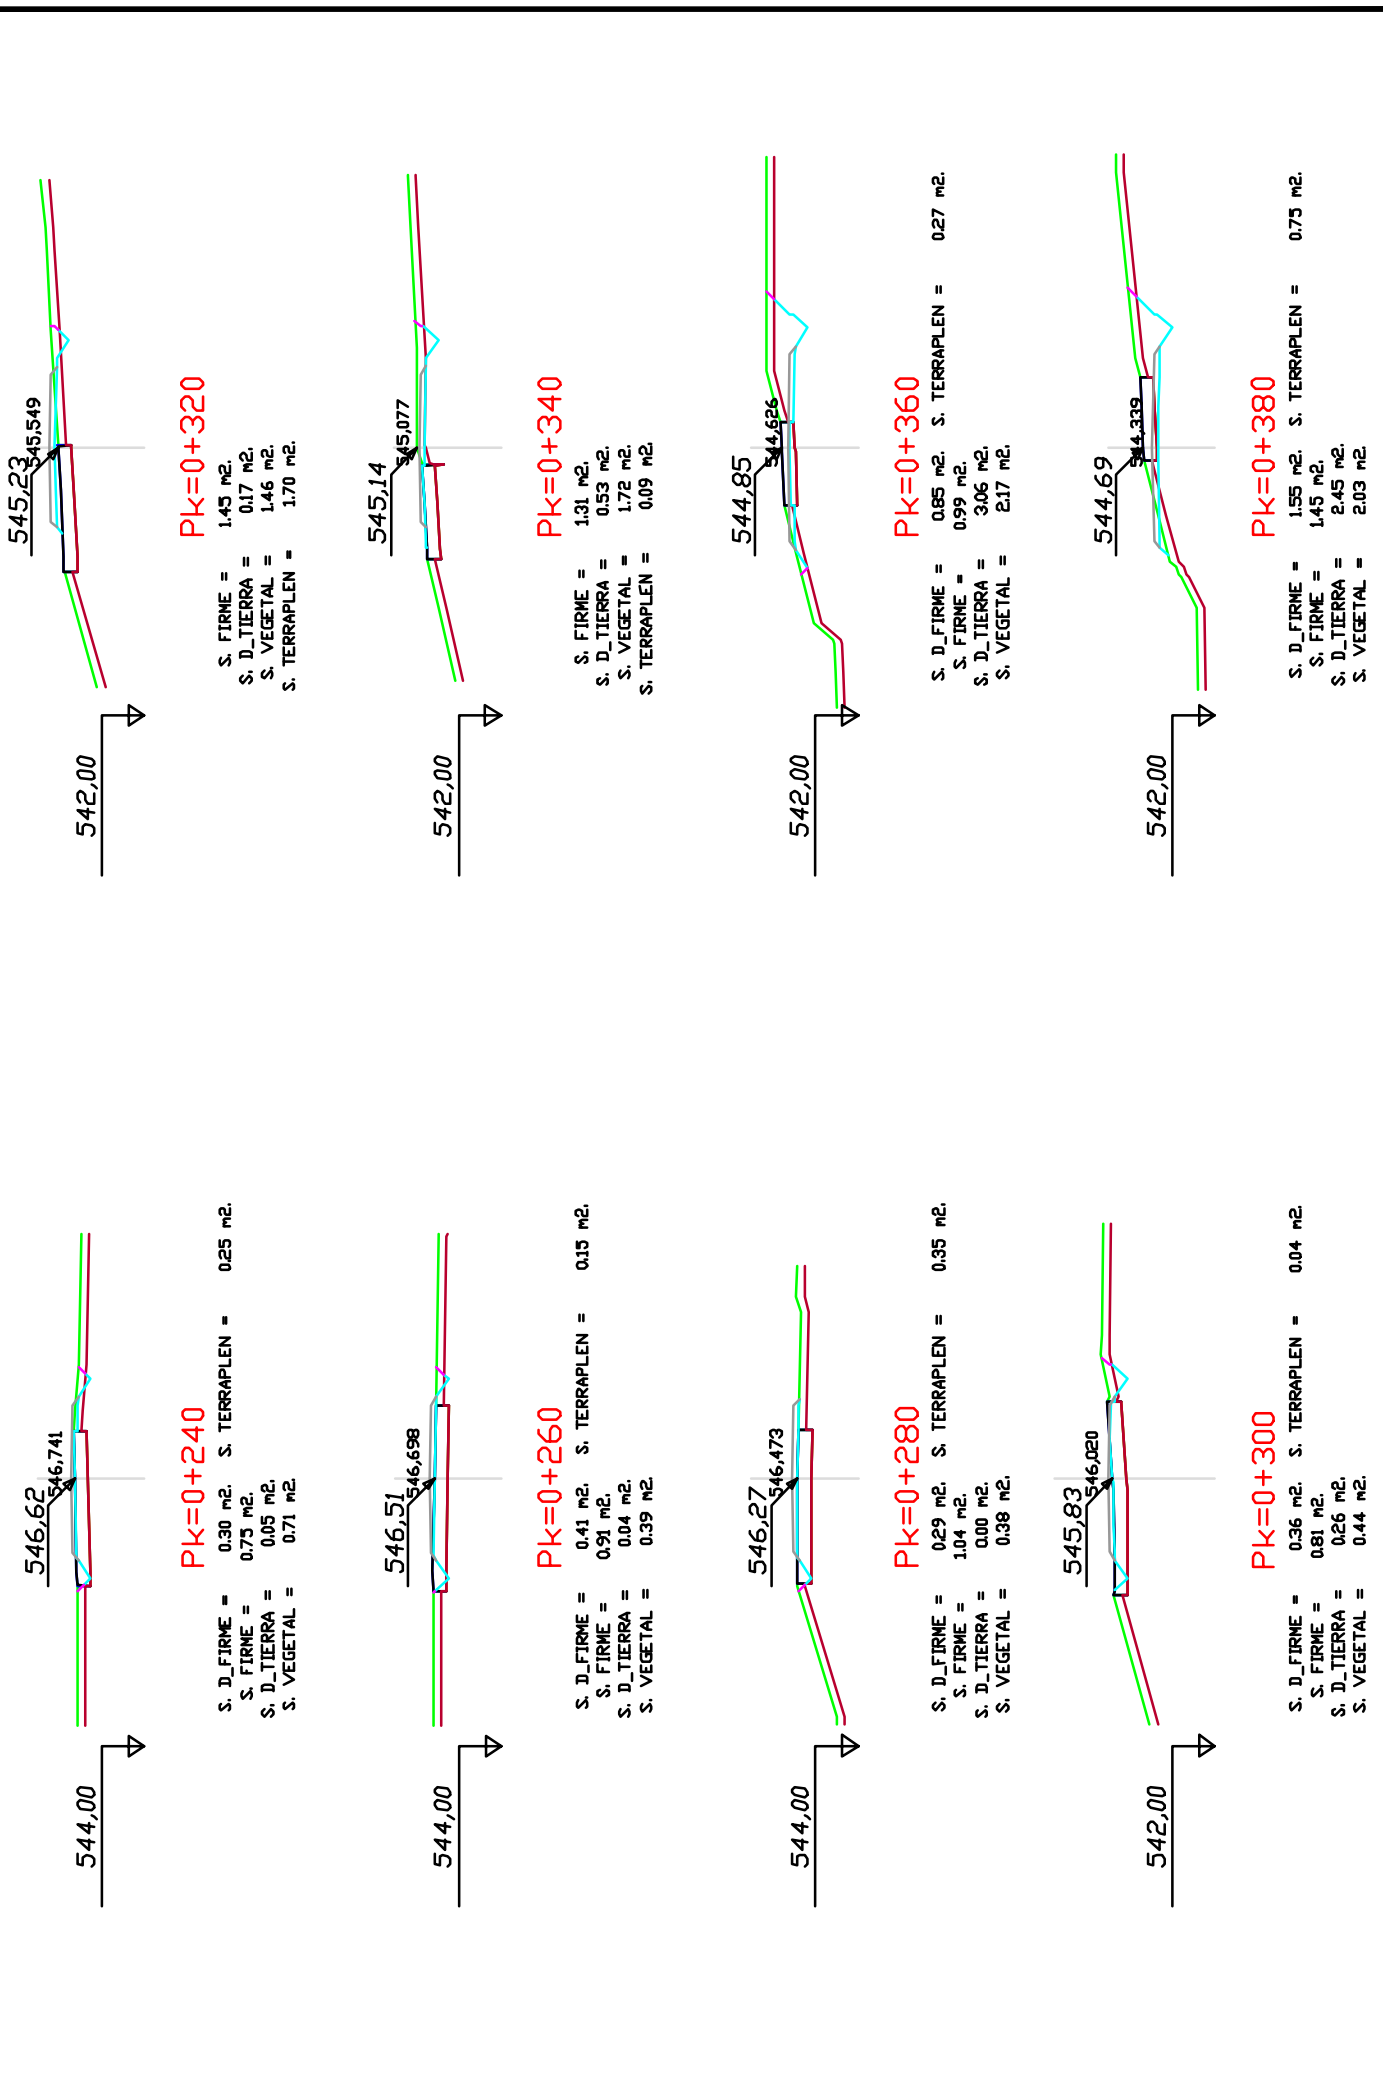 546,62
546,741
544,00
Pk=0+240
S. D_FIRME = 0.30 m2. S. TERRAPLEN = 0.25 m2.
S. FIRME = 0.75 m2.
S. D_TIERRA = 0.05 m2.
S. VEGETAL = 0.71 m2.
546,51
546,698
544,00
Pk=0+260
S. D_FIRME = 0.41 m2. S. TERRAPLEN = 0.15 m2.
S. FIRME = 0.91 m2.
S. D_TIERRA = 0.04 m2.
S. VEGETAL = 0.39 m2.
546,27
546,473
544,00
Pk=0+280
S. D_FIRME = 0.29 m2. S. TERRAPLEN = 0.35 m2.
S. FIRME = 1.04 m2.
S. D_TIERRA = 0.00 m2.
S. VEGETAL = 0.38 m2.
545,83
546,020
542,00
Pk=0+300
S. D_FIRME = 0.36 m2. S. TERRAPLEN = 0.04 m2.
S. FIRME = 0.81 m2.
S. D_TIERRA = 0.26 m2.
S. VEGETAL = 0.44 m2.
545,23
545,549
542,00
Pk=0+320
S. FIRME = 1.45 m2.
S. D_TIERRA = 0.17 m2.
S. VEGETAL = 1.46 m2.
S. TERRAPLEN = 1.70 m2.
545,14
545,077
542,00
Pk=0+340
S. FIRME = 1.31 m2.
S. D_TIERRA = 0.53 m2.
S. VEGETAL = 1.72 m2.
S. TERRAPLEN = 0.09 m2.
544,85
544,626
542,00
Pk=0+360
S. D_FIRME = 0.85 m2. S. TERRAPLEN = 0.27 m2.
S. FIRME = 0.99 m2.
S. D_TIERRA = 3.06 m2.
S. VEGETAL = 2.17 m2.
544,69
544,339
542,00
Pk=0+380
S. D_FIRME = 1.55 m2. S. TERRAPLEN = 0.75 m2.
S. FIRME = 1.45 m2.
S. D_TIERRA = 2.45 m2.
S. VEGETAL = 2.03 m2.